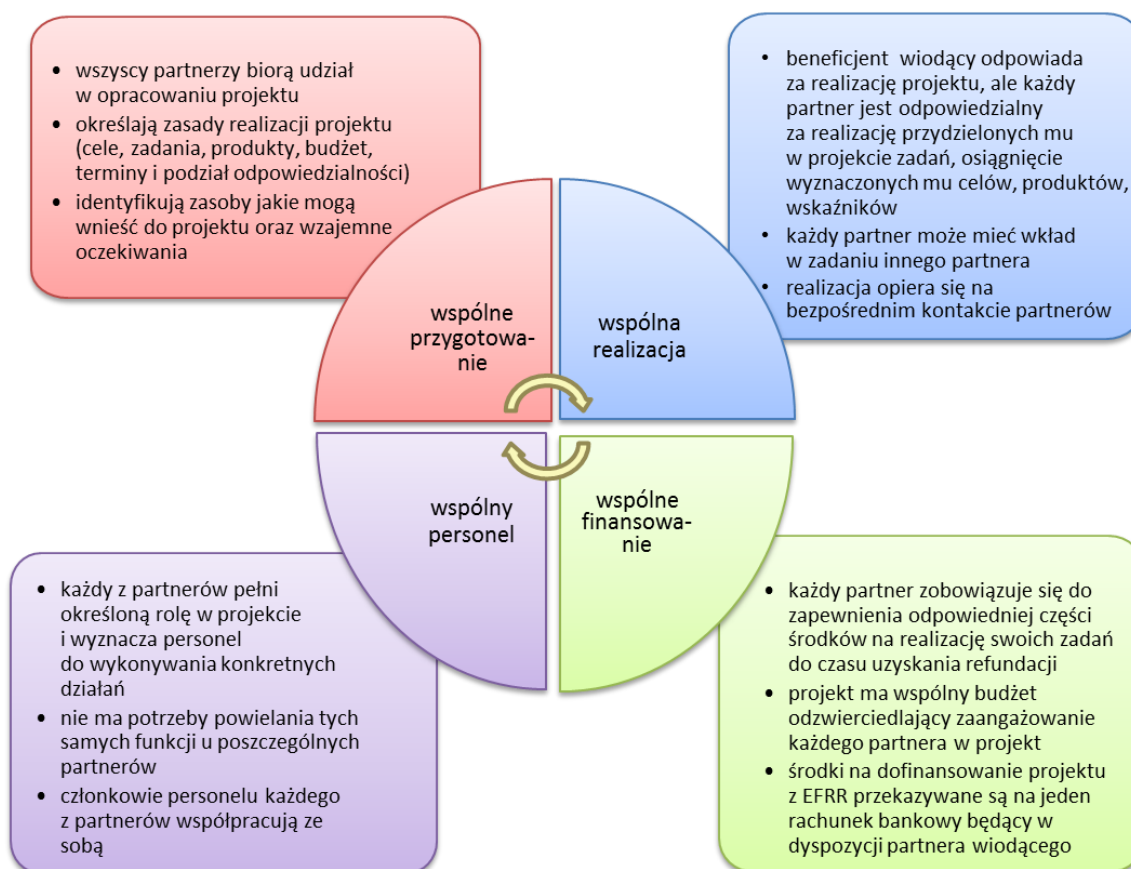 • wszyscy partnerzy biorą udział
w opracowaniu projektu
• określają zasady realizacji projektu
(cele, zadania, produkty, budżet,
terminy i podział odpowiedzialności)
• identyfikują zasoby jakie mogą
wnieść do projektu oraz wzajemne
oczekiwania
• beneficjent wiodący odpowiada
za realizację projektu, ale każdy
partner jest odpowiedzialny
za realizację przydzielonych mu
w projekcie zadań, osiągnięcie
wyznaczonych mu celów, produktów,
wskaźników
• każdy partner może mieć wkład
w zadaniu innego partnera
• realizacja opiera się na
bezpośrednim kontakcie partnerów
wspólne
przygotowa-
nie
wspólna
realizacja
wspólny
personel
wspólne
finansowa-
nie
• każdy z partnerów pełni
określoną rolę w projekcie
i wyznacza personel
do wykonywania konkretnych
działań
• nie ma potrzeby powielania tych
samych funkcji u poszczególnych
partnerów
• członkowie personelu każdego
z partnerów współpracują ze
sobą
• każdy partner zobowiązuje się do
zapewnienia odpowiedniej części
środków na realizację swoich zadań
do czasu uzyskania refundacji
• projekt ma wspólny budżet
odzwierciedlający zaangażowanie
każdego partnera w projekt
• środki na dofinansowanie projektu
z EFRR przekazywane są na jeden
rachunek bankowy będący w
dyspozycji partnera wiodącego